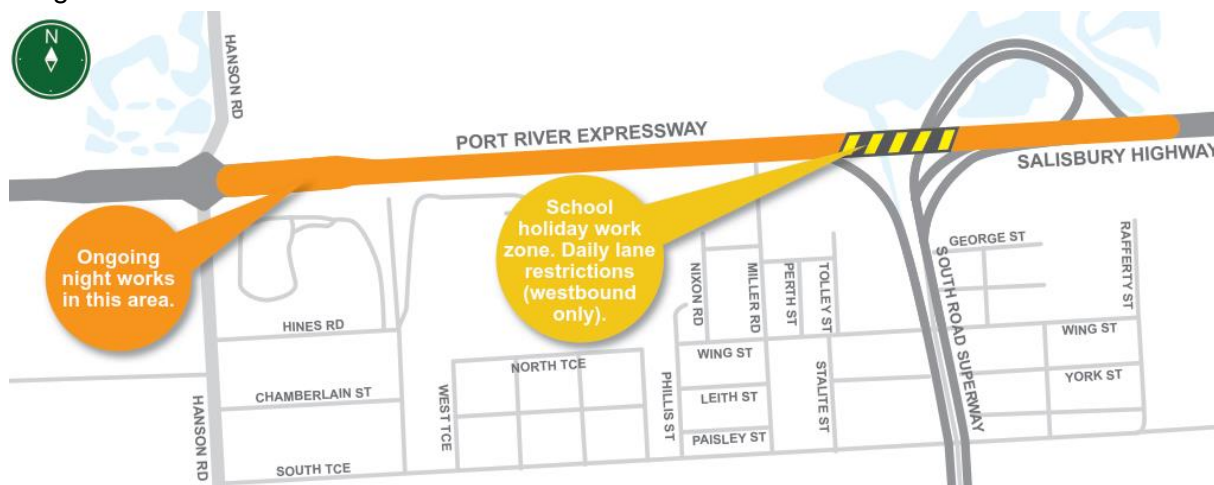 N
HANSON RD
PORT RIVER EXPRESSWAY
SALISBURY HIGHWAY
Ongoing
night works
in this area.
School
holiday work
zone. Daily lane
restrictions
(westbound
only).
GEORGE ST
RAFFERTY ST
NIXON RD
MILLER RD
PERTH ST
TOLLEY ST
SOUTH ROAD SUPERWAY
HINES RD
WING ST
WING ST
NORTH TCE
CHAMBERLAIN ST
WEST TCE
PHILLIS ST
LEITH ST
STALITE ST
YORK ST
HANSON RD
PAISLEY ST
SOUTH TCE